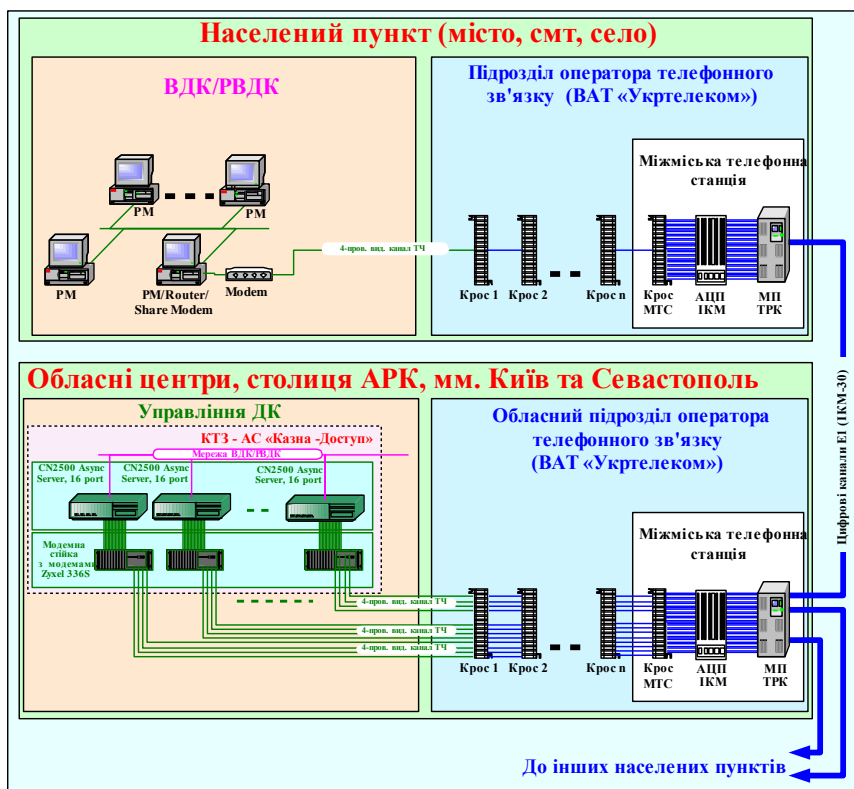 Населений пункт (місто, смт, село)
ВДК/РВДК
РМ
РМ
РМ
РМ/Router/
Share Modem
Modem
4-пров. вид. канал ТЧ
Підрозділ оператора телефонного
зв'язку (ВАТ «Укртелеком»)
Міжміська телефонна
станція
Крос 1
Крос 2
Крос n
Крос
МТС
АЦП
ІКМ
МП
ТРК
Цифрові канали Е1 (ІКМ-30)
Обласні центри, столиця АРК, мм. Київ та Севастополь
Управління ДК
КТЗ - АС «Казна -Доступ»
Мережа ВДК/РВДК
CN2500 Async
Server, 16 port
CN2500 Async
Server, 16 port
CN2500 Async
Server, 16 port
Модемна
стійка
з модемами
Zyxel 336S
4-пров. вид. канал ТЧ
4-пров. вид. канал ТЧ
4-пров. вид. канал ТЧ
Обласний підрозділ оператора
телефонного зв'язку
(ВАТ «Укртелеком»)
Міжміська телефонна
станція
Крос 1
Крос 2
Крос n
Крос
МТС
АЦП
ІКМ
МП
ТРК
До інших населених пунктів